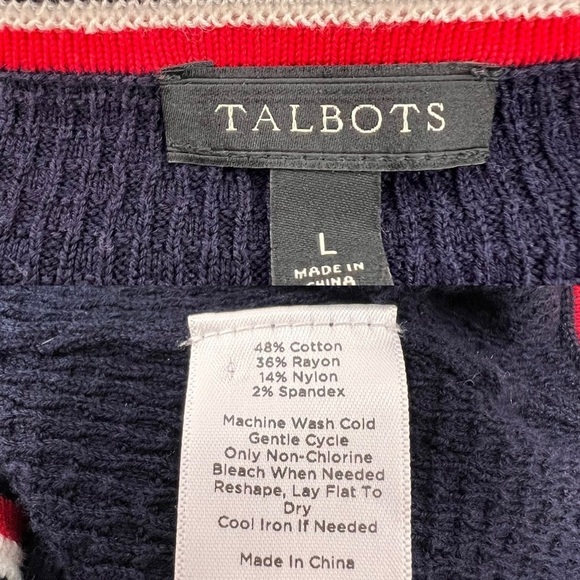 TALBOTS
L
MADE IN
CHINA
48% Cotton
36% Rayon
14% Nylon
2% Spandex
Machine Wash Cold
Gentle Cycle
Only Non-Chlorine
Bleach When Needed
Reshape, Lay Flat To
Dry
Cool Iron If Needed
Made In China